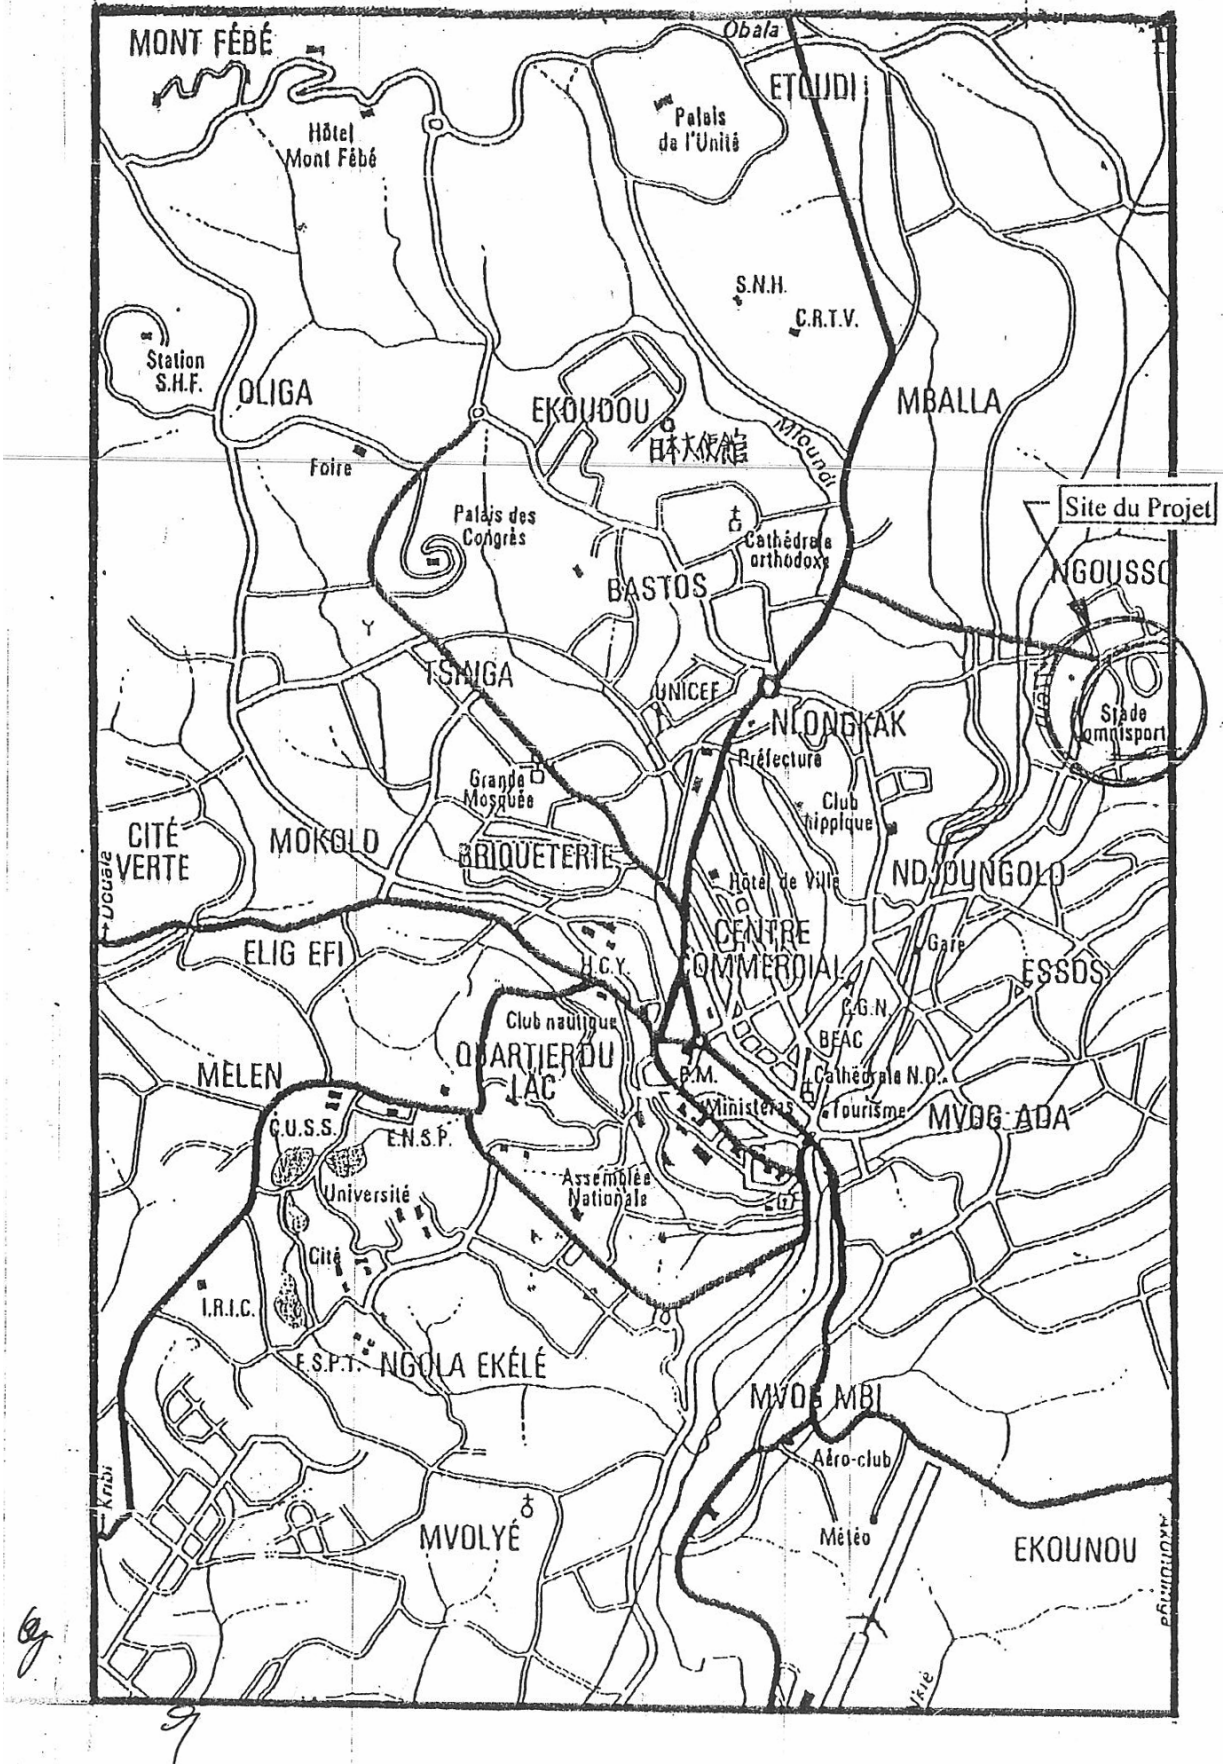 Obala
MONT FÉBÉ
ETOUDI
Palais
de l'Unité
Hôtel
Mont Fébé
S.N.H.
C.R.T.V.
Station
S.H.F.
OLIGA
EKOUDOU
MBALLA
日本大使館
Mfoundi
Foire
Site du Projet
Palais des
Congrès
Cathédrale
orthodoxe
NGOUSSO
BASTOS
TSINGA
UNICEF
NLONGKAK
Stade
omnisport
Préfecture
Grande
Mosquée
Club
hippique
CITÉ
VERTE
MOKOLO
BRIQUETERIE
Hôtel de Ville
NDJOUNGOLO
Douala
CENTRE
COMMERCIAL
Gare
ELIG EFI
H.C.Y.
ESSOS
C.G.N.
Club nautique
BEAC
QUARTIER DU
LAC
MELEN
Cathédrale N.D.
Ministères
Tourisme
MVOG ADA
C.U.S.S.
E.N.S.P.
Assemblée
Nationale
Université
Cité
I.R.I.C.
E.S.P.T.
NGOLA EKÉLÉ
MVOG MBI
Aéro-club
Kribi
MVOLYÉ
Météo
EKOUNOU
Akonolinga